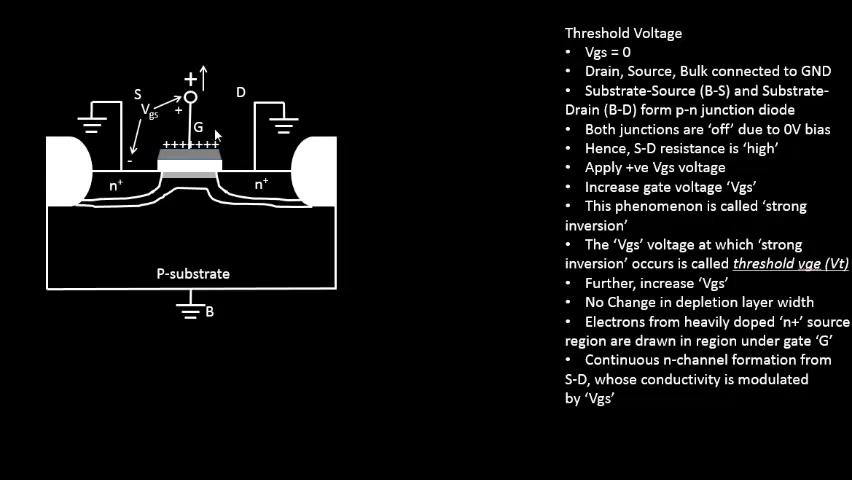 Threshold Voltage
• Vgs = 0
• Drain, Source, Bulk connected to GND
• Substrate-Source (B-S) and Substrate-
Drain (B-D) form p-n junction diode
• Both junctions are ‘off’ due to 0V bias
• Hence, S-D resistance is ‘high’
• Apply +ve Vgs voltage
• Increase gate voltage ‘Vgs’
• This phenomenon is called ‘strong
inversion’
• The ‘Vgs’ voltage at which ‘strong
inversion’ occurs is called threshold vge (Vt)
• Further, increase ‘Vgs’
• No Change in depletion layer width
• Electrons from heavily doped ‘n+’ source
region are drawn in region under gate ‘G’
• Continuous n-channel formation from
S-D, whose conductivity is modulated
by ‘Vgs’
+
S
D
Vgs
+
G
+++++++
-
n+
n+
P-substrate
B